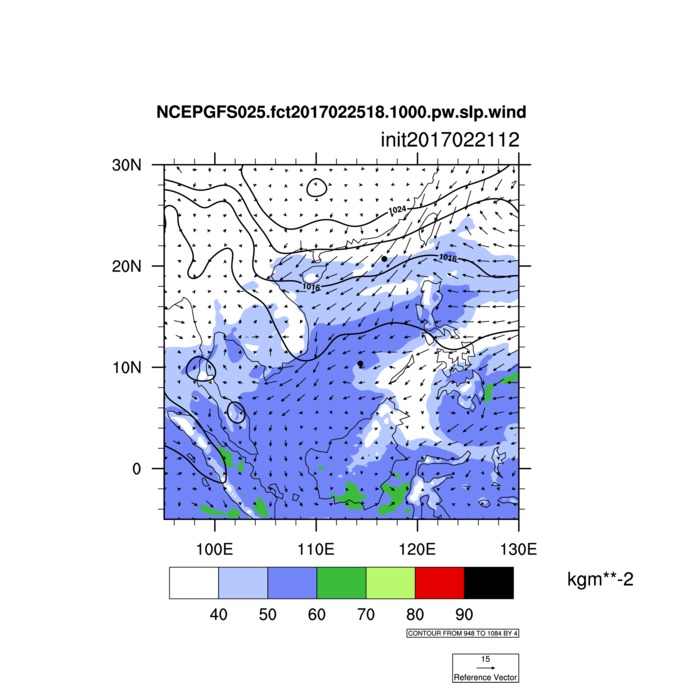 NCEPGFS025.fct2017022518.1000.pw.slp.wind
init2017022112
30N
20N
10N
0
1024
1016
1016
100E 110E 120E 130E
kgm**-2
40 50 60 70 80 90
CONTOUR FROM 948 TO 1084 BY 4
15
Reference Vector